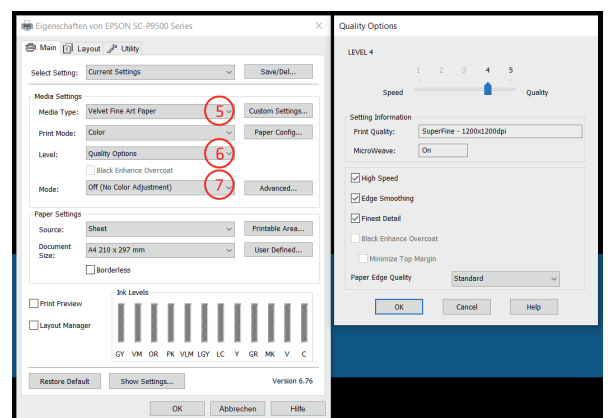 Eigenschaften von EPSON SC-P9500 Series
Main Layout Utility
Select Setting: Current Settings Save/Del...
Media Settings
Media Type: Velvet Fine Art Paper 5 Custom Settings...
Print Mode: Color Paper Config...
Level: Quality Options 6
Black Enhance Overcoat
Mode: Off (No Color Adjustment) 7 Advanced...
Paper Settings
Source: Sheet Printable Area...
Document Size: A4 210 x 297 mm User Defined...
Borderless
Print Preview
Layout Manager
Ink Levels
GY VM OR PK VLM LGY LC Y GR MK V C
Restore Default Show Settings... Version 6.76
OK Abbrechen Hilfe
Quality Options
LEVEL 4
1 2 3 4 5
Speed Quality
Setting Information
Print Quality: SuperFine - 1200x1200dpi
MicroWeave: On
High Speed
Edge Smoothing
Finest Detail
Black Enhance Overcoat
Minimize Top Margin
Paper Edge Quality Standard
OK Cancel Help